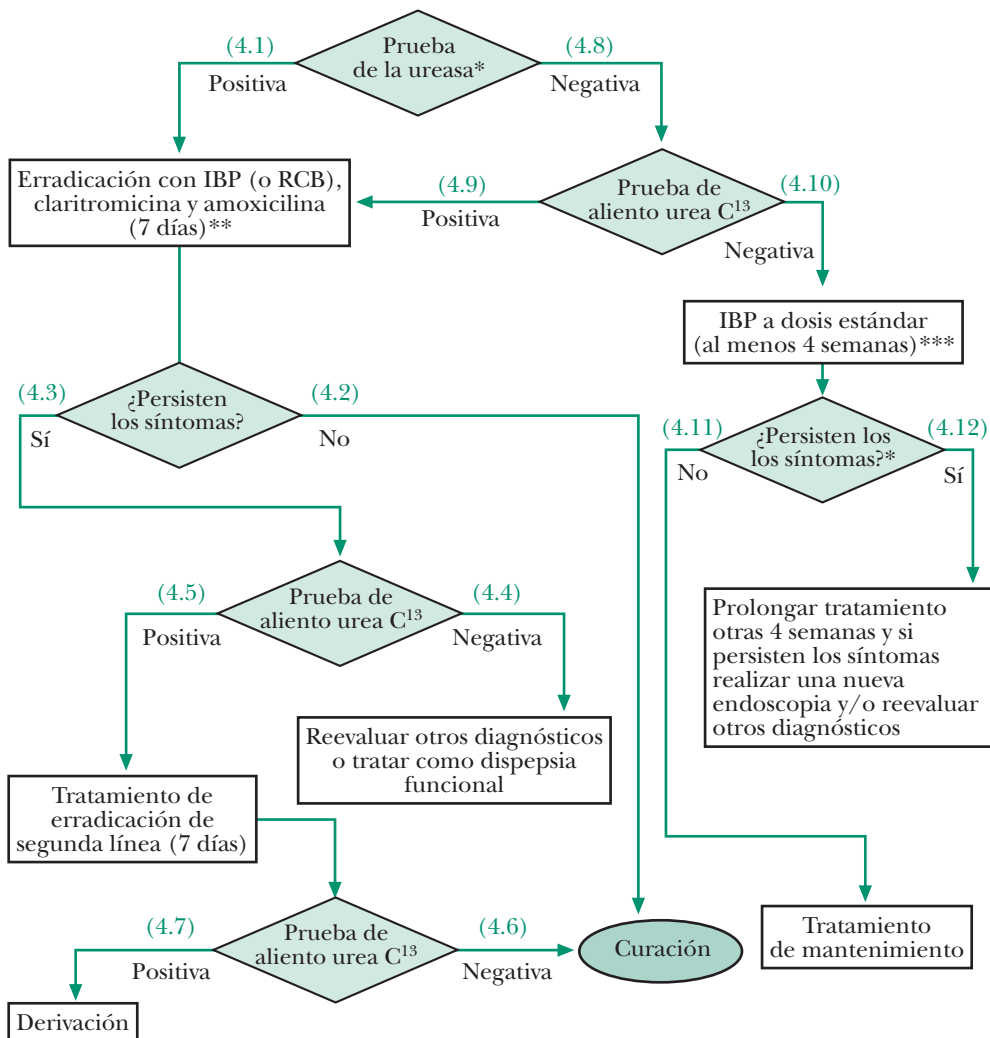 (4.1)
Positiva
Prueba
de la ureasa*
(4.8)
Negativa
Erradicación con IBP (o RCB),
claritromicina y amoxicilina
(7 días)**
(4.9)
Positiva
Prueba de
aliento urea C¹³
(4.10)
Negativa
IBP a dosis estándar
(al menos 4 semanas)***
(4.3)
Sí
¿Persisten
los síntomas?
(4.2)
No
(4.11)
No
¿Persisten los
los síntomas?*
(4.12)
Sí
(4.5)
Positiva
Prueba de
aliento urea C¹³
(4.4)
Negativa
Prolongar tratamiento
otras 4 semanas y si
persisten los síntomas
realizar una nueva
endoscopia y/o reevaluar
otros diagnósticos
Reevaluar otros diagnósticos
o tratar como dispepsia
funcional
Tratamiento de
erradicación de
segunda línea (7 días)
(4.7)
Positiva
Prueba de
aliento urea C¹³
(4.6)
Negativa
Curación
Tratamiento
de mantenimiento
Derivación